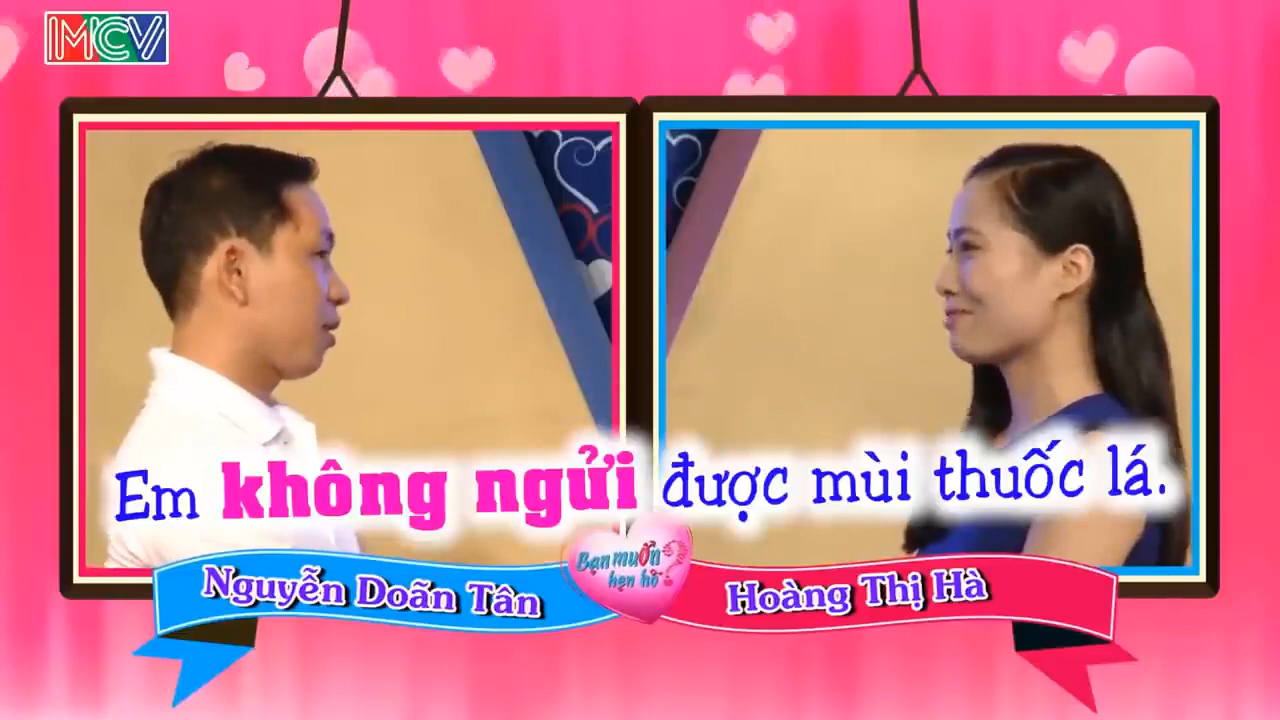 MCV
Em không ngửi được mùi thuốc lá.
Bạn muốn
hẹn hò
Nguyễn Doãn Tân
Hoàng Thị Hà